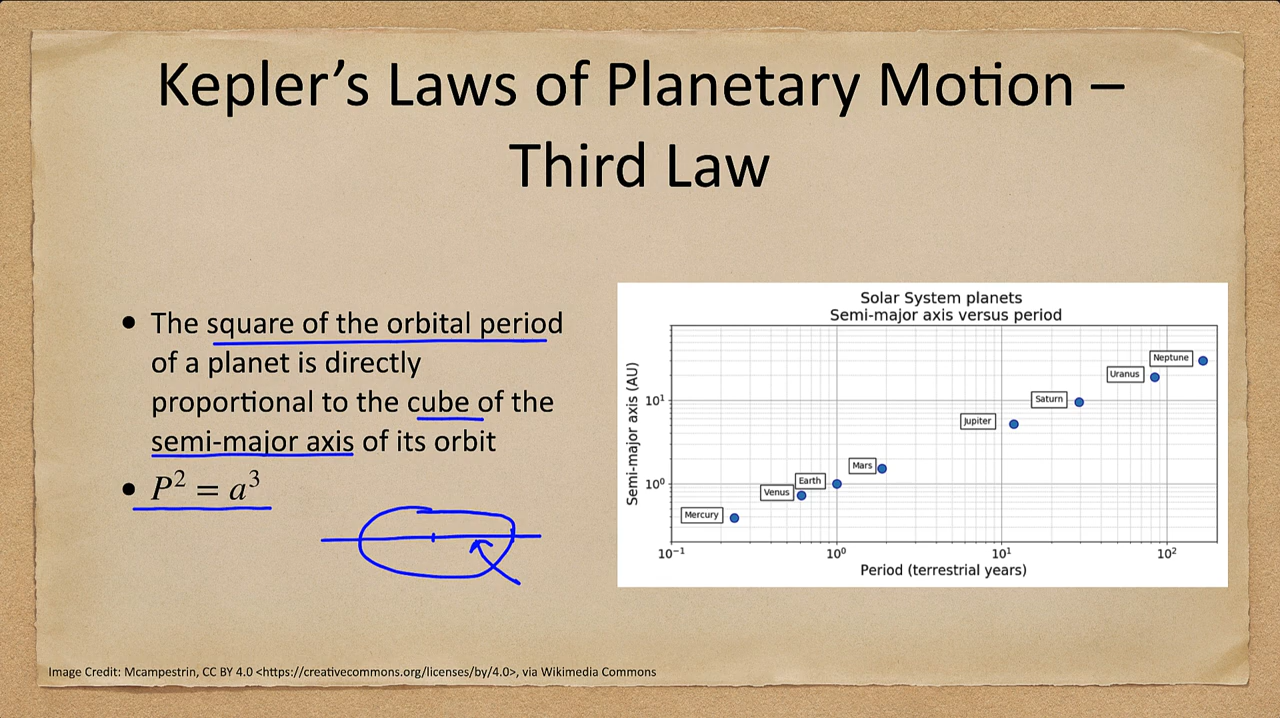 Kepler’s Laws of Planetary Motion –
Third Law
• The square of the orbital period
of a planet is directly
proportional to the cube of the
semi-major axis of its orbit
• P² = a³
Solar System planets
Semi-major axis versus period
Semi-major axis (AU)
10¹
10⁰
Neptune
Uranus
Saturn
Jupiter
Mars
Earth
Venus
Mercury
10⁻¹ 10⁰ 10¹ 10²
Period (terrestrial years)
Image Credit: Mcampestrin, CC BY 4.0 <https://creativecommons.org/licenses/by/4.0>, via Wikimedia Commons